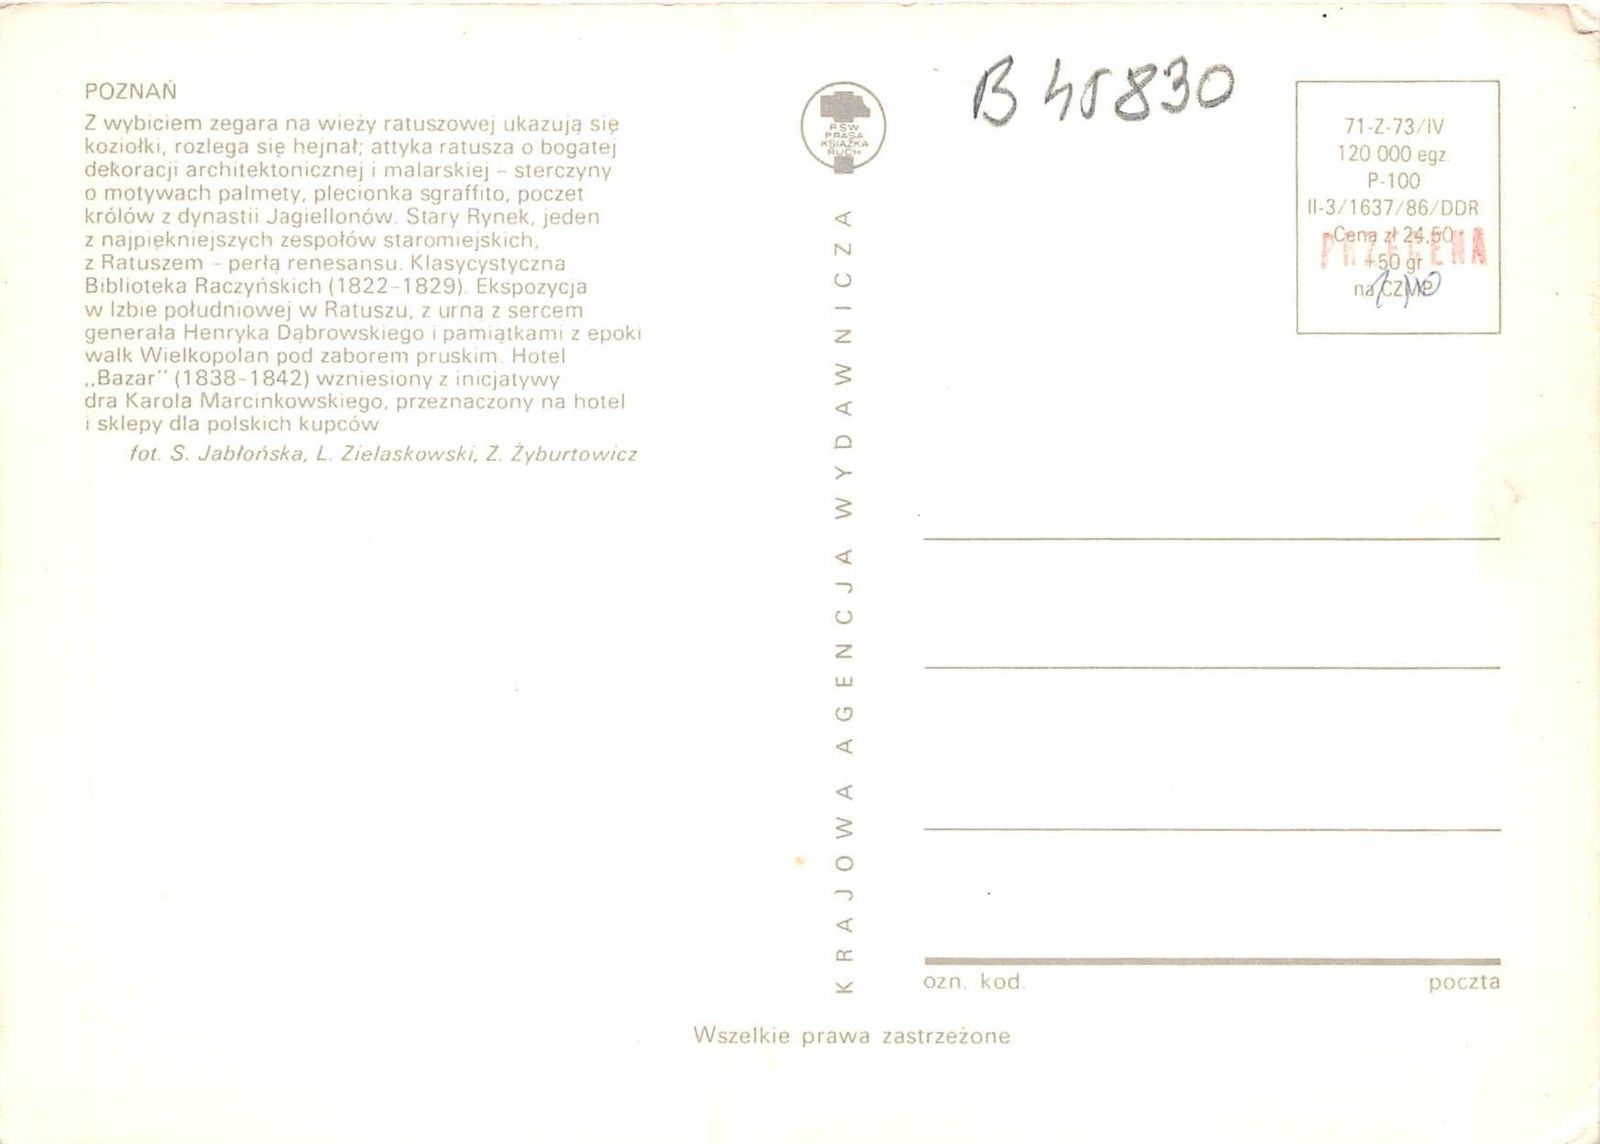 POZNAŃ
Z wybiciem zegara na wieży ratuszowej ukazują się
koziołki, rozlega się hejnał; attyka ratusza o bogatej
dekoracji architektonicznej i malarskiej – sterczyny
o motywach palmety, plecionka sgraffito, poczet
królów z dynastii Jagiellonów. Stary Rynek, jeden
z najpiękniejszych zespołów staromiejskich,
z Ratuszem – perłą renesansu. Klasycystyczna
Biblioteka Raczyńskich (1822–1829). Ekspozycja
w Izbie południowej w Ratuszu, z urną z sercem
generała Henryka Dąbrowskiego i pamiątkami z epoki
walk Wielkopolan pod zaborem pruskim. Hotel
„Bazar” (1838–1842) wzniesiony z inicjatywy
dra Karola Marcinkowskiego, przeznaczony na hotel
i sklepy dla polskich kupców
fot. S. Jabłońska, L. Zielaskowski, Z. Żyburtowicz
RSW
PRASA
KSIĄŻKA
RUCH
KRAJOWA AGENCJA WYDAWNICZA
B 45830
71-Z-73/IV
120 000 egz.
P-100
II-3/1637/86/DDR
Cena zł 24,50
PRZECENA
+50 gr
na CZMP
ozn. kod.
poczta
Wszelkie prawa zastrzeżone